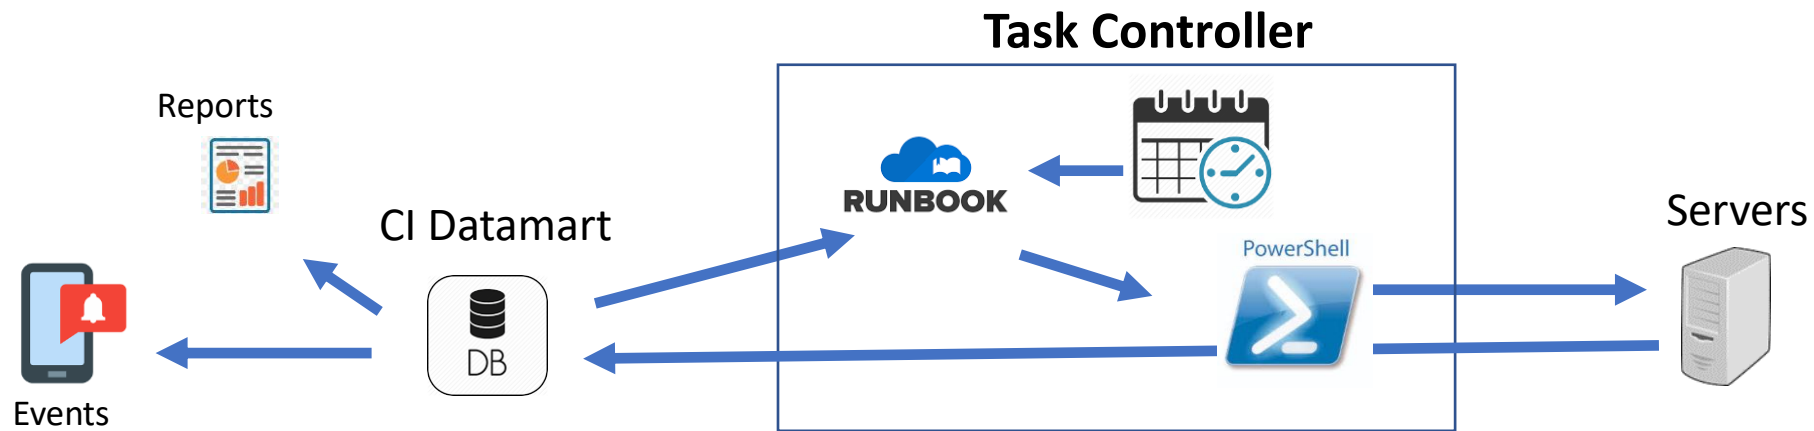 Task Controller
Reports
RUNBOOK
CI Datamart
Servers
PowerShell
DB
Events